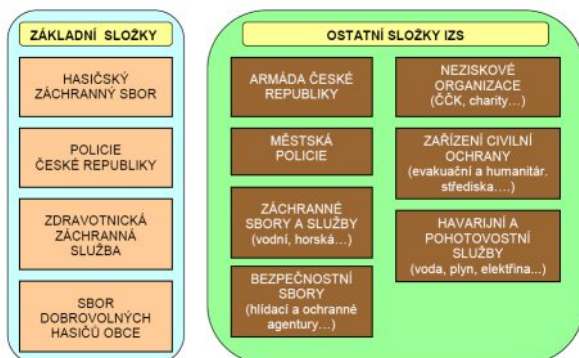 ZÁKLADNÍ SLOŽKY
HASIČSKÝ
ZÁCHRANNÝ SBOR
POLICIE
ČESKÉ REPUBLIKY
ZDRAVOTNICKÁ
ZÁCHRANNÁ
SLUŽBA
SBOR
DOBROVOLNÝCH
HASIČŮ OBCE
OSTATNÍ SLOŽKY IZS
ARMÁDA ČESKÉ
REPUBLIKY
MĚSTSKÁ
POLICIE
ZÁCHRANNÉ
SBORY A SLUŽBY
(vodní, horská...)
BEZPEČNOSTNÍ
SBORY
(hlídací a ochranné
agentury...)
NEZISKOVÉ
ORGANIZACE
(ČČK, charity...)
ZAŘÍZENÍ CIVILNÍ
OCHRANY
(evakuační a humanitár.
střediska....)
HAVARIJNÍ A
POHOTOVOSTNÍ
SLUŽBY
(voda, plyn, elektřina...)